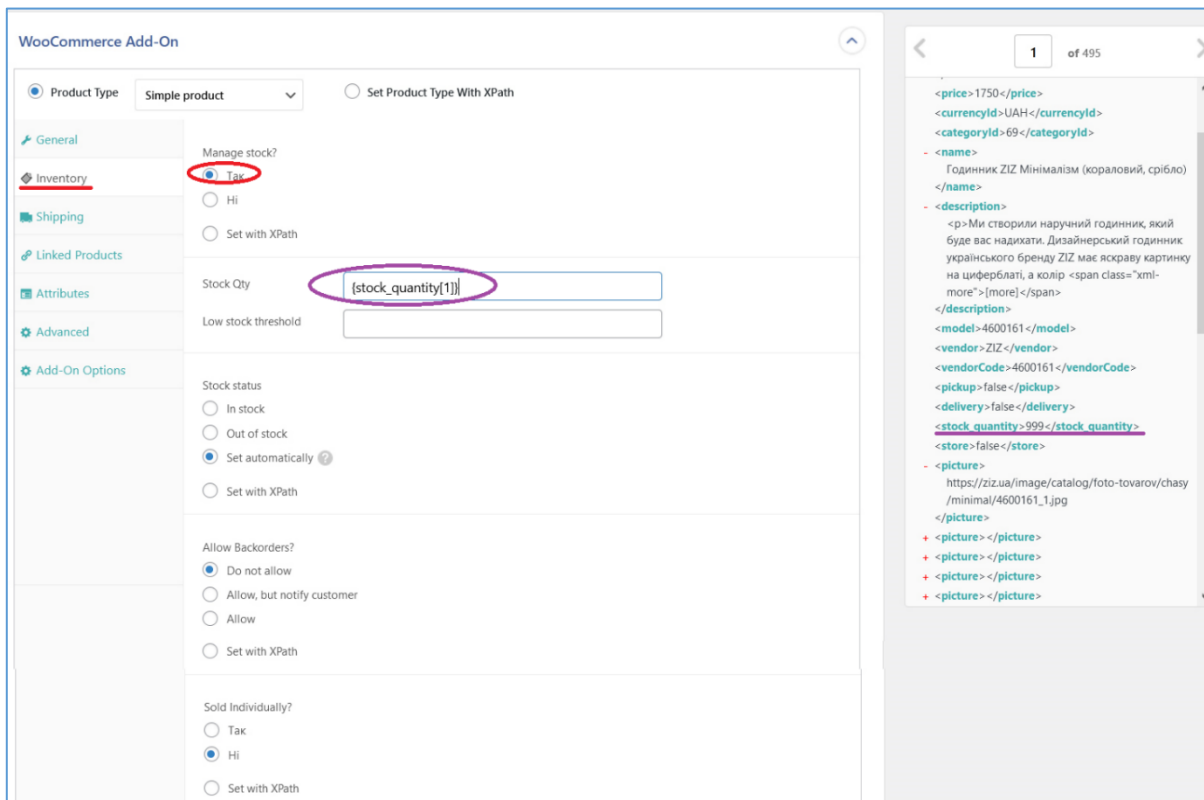 WooCommerce Add-On
Product Type
Simple product
Set Product Type With XPath
General
Inventory
Shipping
Linked Products
Attributes
Advanced
Add-On Options
Manage stock?
Так
Ні
Set with XPath
Stock Qty
{stock_quantity[1]}
Low stock threshold
Stock status
In stock
Out of stock
Set automatically ?
Set with XPath
Allow Backorders?
Do not allow
Allow, but notify customer
Allow
Set with XPath
Sold Individually?
Так
Ні
Set with XPath
1 of 495
<price>1750</price>
<currencyId>UAH</currencyId>
<categoryId>69</categoryId>
- <name>
Годинник ZIZ Мінімалізм (кораловий, срібло)
</name>
- <description>
<p>Ми створили наручний годинник, який
буде вас надихати. Дизайнерський годинник
українського бренду ZIZ має яскраву картинку
на циферблаті, а колір <span class="xml-
more">[more]</span>
</description>
<model>4600161</model>
<vendor>ZIZ</vendor>
<vendorCode>4600161</vendorCode>
<pickup>false</pickup>
<delivery>false</delivery>
<stock_quantity>999</stock_quantity>
<store>false</store>
- <picture>
https://ziz.ua/image/catalog/foto-tovarov/chasy
/minimal/4600161_1.jpg
</picture>
+ <picture></picture>
+ <picture></picture>
+ <picture></picture>
+ <picture></picture>